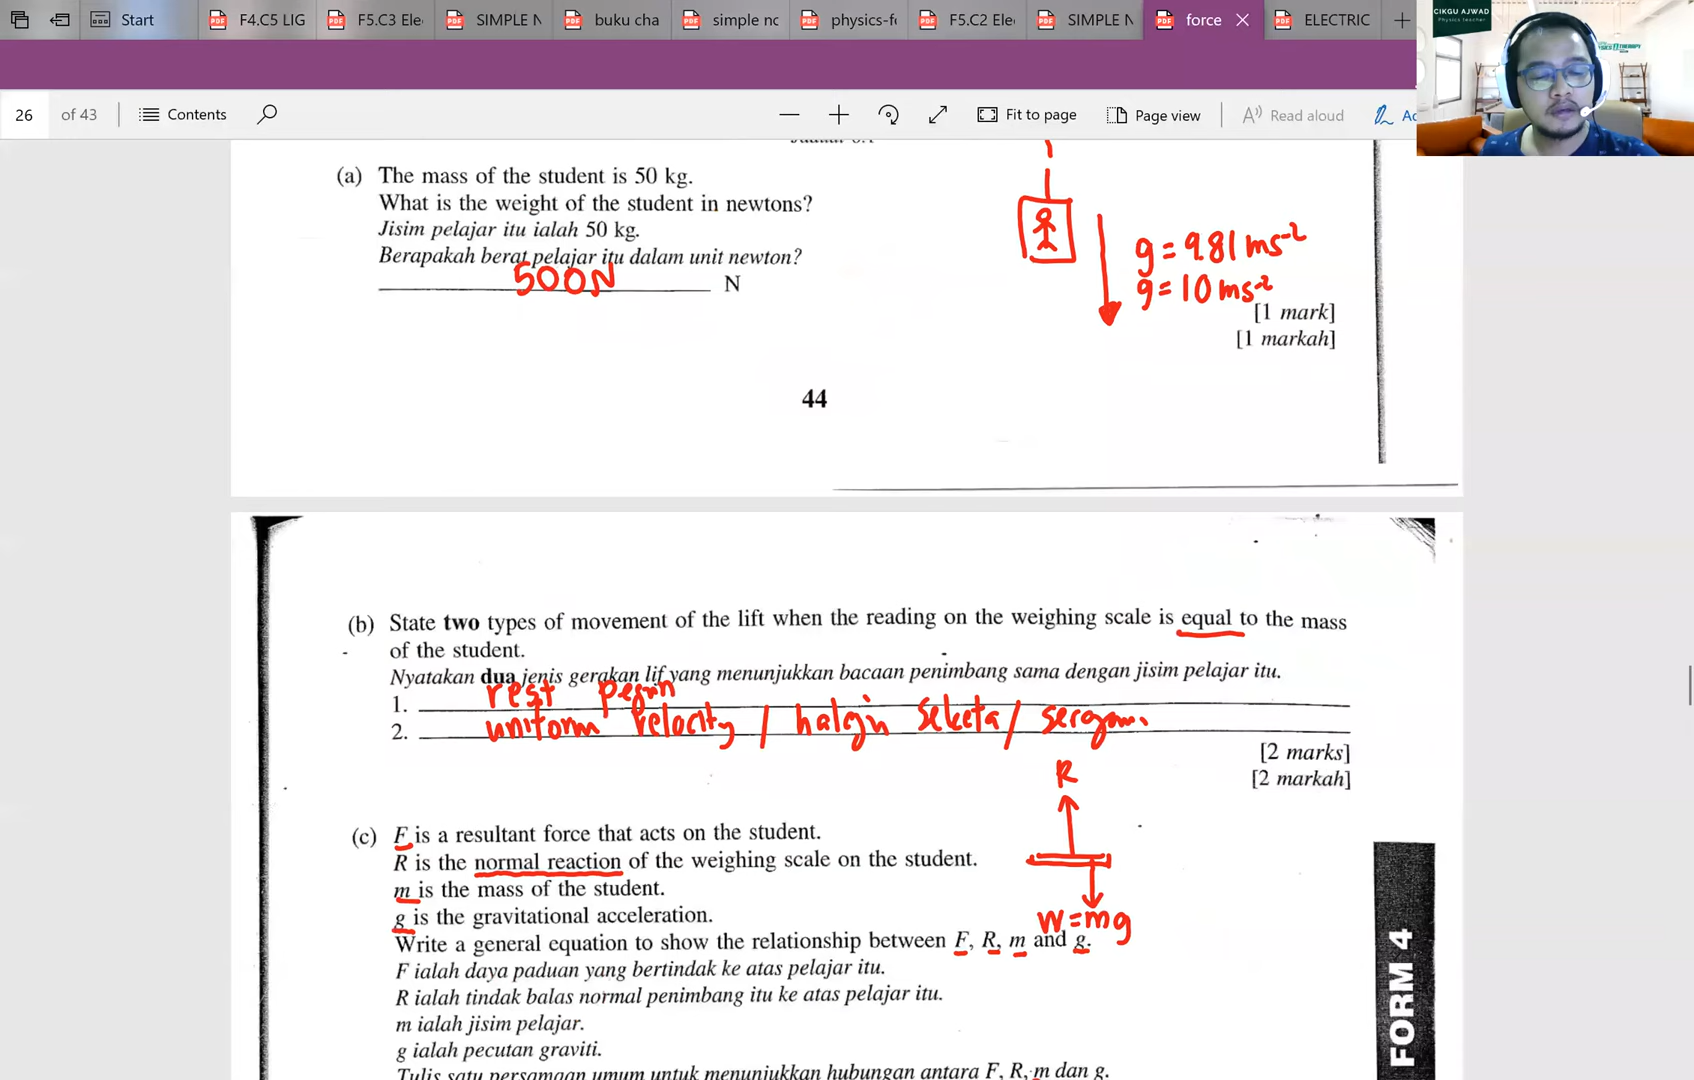 Start
F4.C5 LIG
F5.C3 Ele
SIMPLE N
buku cha
simple no
physics-fo
F5.C2 Ele
SIMPLE N
force
ELECTRIC
CIKGU AJWAD
Physics teacher
26 of 43
Contents
Fit to page
Page view
Read aloud
(a) The mass of the student is 50 kg.
What is the weight of the student in newtons?
Jisim pelajar itu ialah 50 kg.
Berapakah berat pelajar itu dalam unit newton?
500N N
g = 9.81 ms⁻²
g = 10 ms⁻²
[1 mark]
[1 markah]
44
(b) State two types of movement of the lift when the reading on the weighing scale is equal to the mass
of the student.
Nyatakan dua jenis gerakan lif yang menunjukkan bacaan penimbang sama dengan jisim pelajar itu.
1. rest pegun
2. uniform velocity / halaju seketa / seragam.
[2 marks]
[2 markah]
R
W=mg
(c) F is a resultant force that acts on the student.
R is the normal reaction of the weighing scale on the student.
m is the mass of the student.
g is the gravitational acceleration.
Write a general equation to show the relationship between F, R, m and g.
F ialah daya paduan yang bertindak ke atas pelajar itu.
R ialah tindak balas normal penimbang itu ke atas pelajar itu.
m ialah jisim pelajar.
g ialah pecutan graviti.
Tulis satu persamaan umum untuk menunjukkan hubungan antara F, R, m dan g.
FORM 4